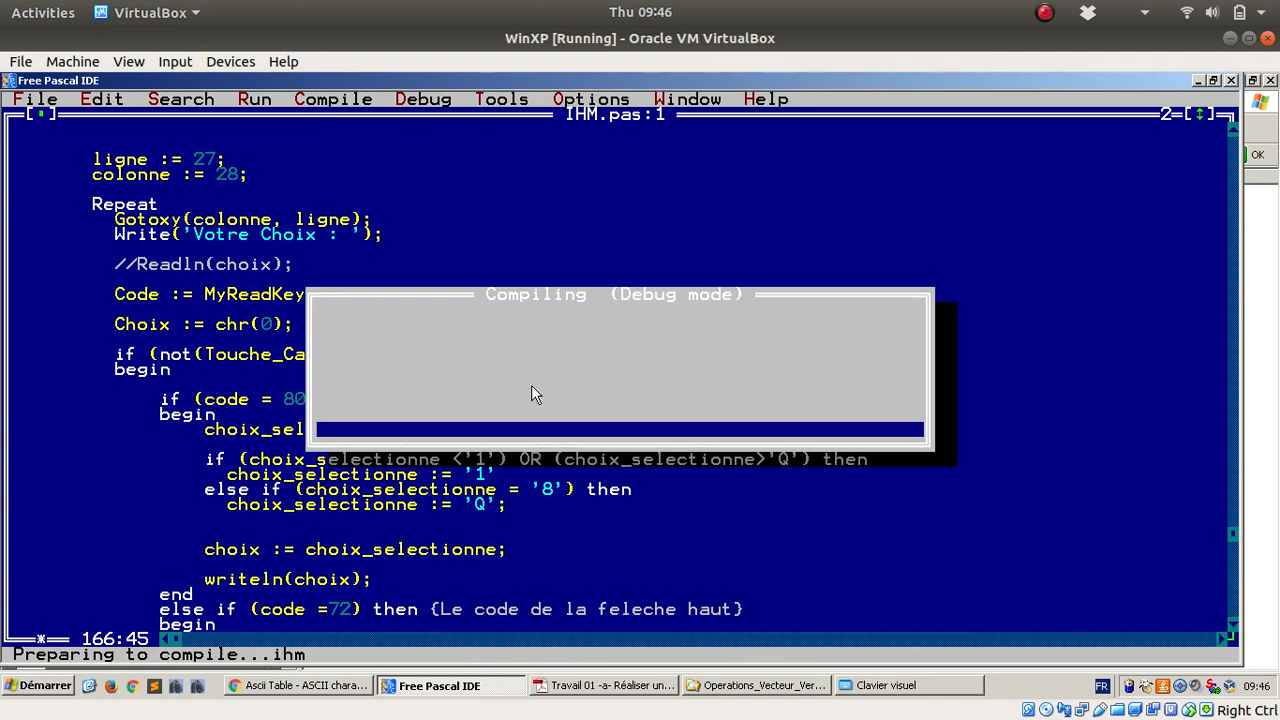 Activities VirtualBox Thu 09:46
WinXP [Running] - Oracle VM VirtualBox
File Machine View Input Devices Help
Free Pascal IDE
File Edit Search Run Compile Debug Tools Options Window Help
IHM.pas:1 2
ligne := 27;
colonne := 28;
Repeat
Gotoxy(colonne, ligne);
Write('Votre Choix : ');
//Readln(choix);
Code := MyReadKey
Compiling (Debug mode)
Choix := chr(0);
if (not(Touche_Ca
begin
if (code = 80
begin
choix_sel
if (choix_selectionne <'1') OR (choix_selectionne>'Q') then
choix_selectionne := '1'
else if (choix_selectionne = '8') then
choix_selectionne := 'Q';
choix := choix_selectionne;
writeln(choix);
end
else if (code =72) then {Le code de la feleche haut}
begin
166:45
Preparing to compile...ihm
OK
Démarrer Ascii Table - ASCII chara... Free Pascal IDE Travail 01 -a- Réaliser un... Operations_Vecteur_Ver... Clavier visuel FR 09:46
Right Ctrl